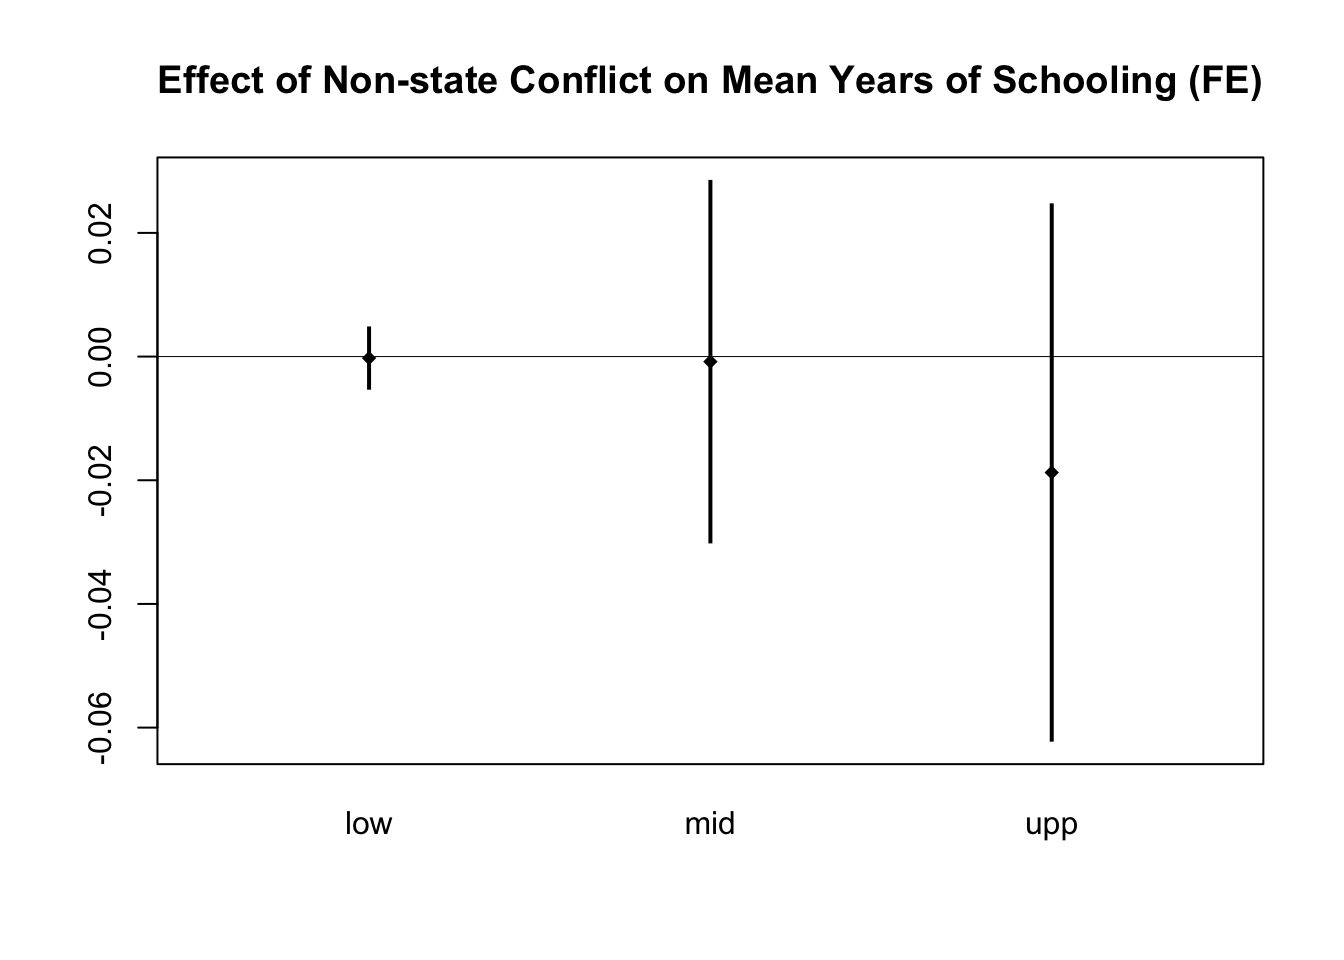 Effect of Non-state Conflict on Mean Years of Schooling (FE)
0.02
0.00
-0.02
-0.04
-0.06
low mid upp